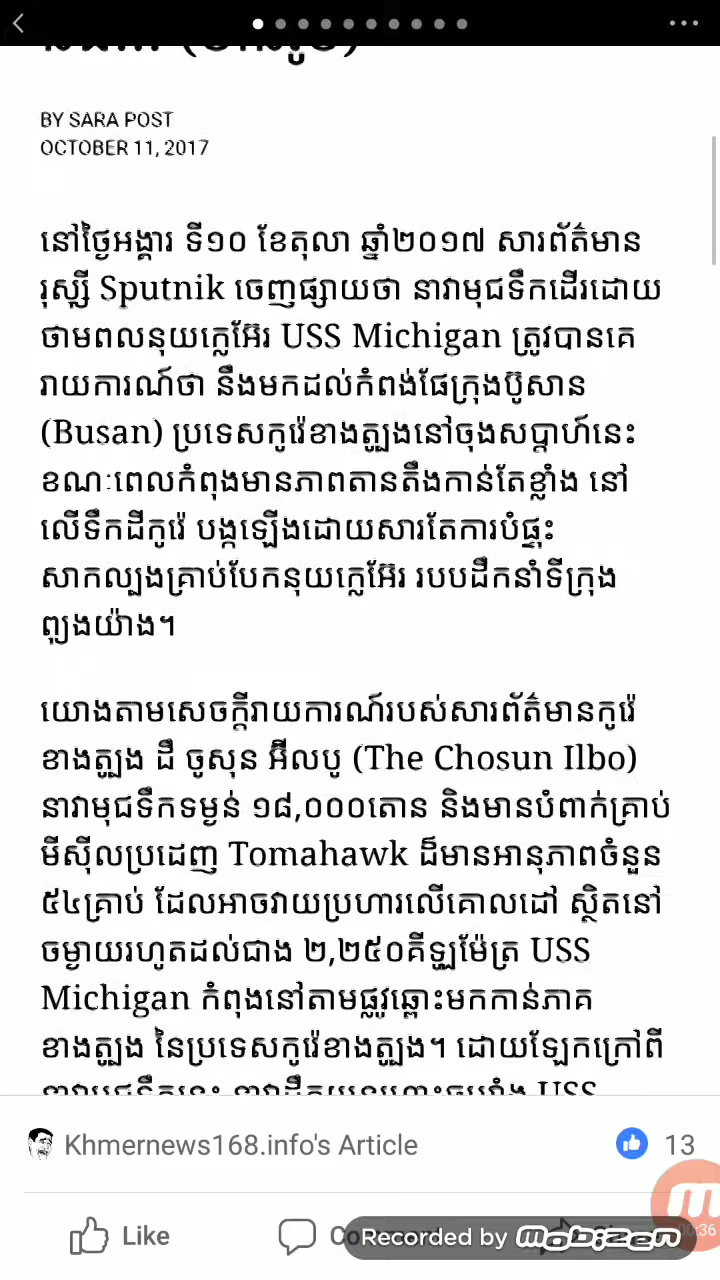 BY SARA POST
OCTOBER 11, 2017
នៅថ្ងៃអង្គារ ទី១០ ខែតុលា ឆ្នាំ២០១៧ សារព័ត៌មាន
រុស្ស៊ី Sputnik ចេញផ្សាយថា នាវាមុជទឹកដើរដោយ
ថាមពលនុយក្លេអ៊ែរ USS Michigan ត្រូវបានគេ
រាយការណ៍ថា នឹងមកដល់កំពង់ផែក្រុងប៊ូសាន
(Busan) ប្រទេសកូរ៉េខាងត្បូងនៅចុងសប្ដាហ៍នេះ
ខណៈពេលកំពុងមានភាពតានតឹងកាន់តែខ្លាំង នៅ
លើទឹកដីកូរ៉េ បង្កឡើងដោយសារតែការបំផ្ទុះ
សាកល្បងគ្រាប់បែកនុយក្លេអ៊ែរ របបដឹកនាំទីក្រុង
ព្យុងយ៉ាង។
យោងតាមសេចក្ដីរាយការណ៍របស់សារព័ត៌មានកូរ៉េ
ខាងត្បូង ដឹ ចូសុន អ៊ីលបូ (The Chosun Ilbo)
នាវាមុជទឹកទម្ងន់ ១៨,០០០តោន និងមានបំពាក់គ្រាប់
មីស៊ីលប្រដេញ Tomahawk ដ៏មានអានុភាពចំនួន
៥៤គ្រាប់ ដែលអាចវាយប្រហារលើគោលដៅ ស្ថិតនៅ
ចម្ងាយរហូតដល់ជាង ២,២៥០គីឡូម៉ែត្រ USS
Michigan កំពុងនៅតាមផ្លូវឆ្ពោះមកកាន់ភាគ
ខាងត្បូង នៃប្រទេសកូរ៉េខាងត្បូង។ ដោយឡែកក្រៅពី
USS
Khmernews168.info's Article
13
Like
Recorded by mobizen
00:36